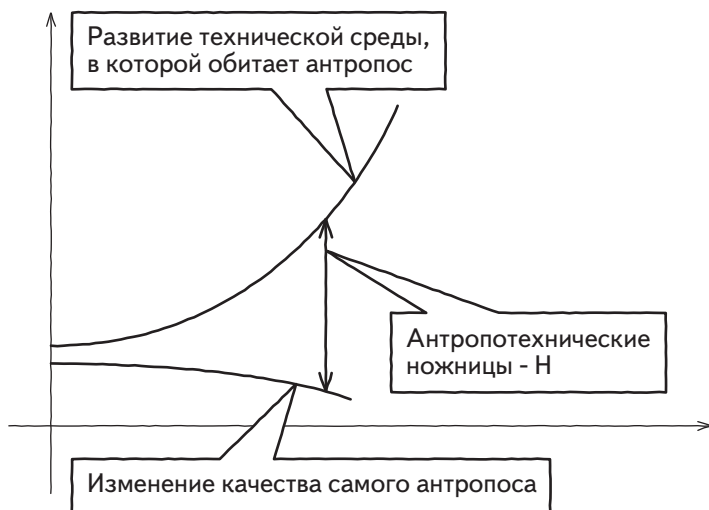 Развитие технической среды,
в которой обитает антропос
Антропотехнические
ножницы - Н
Изменение качества самого антропоса